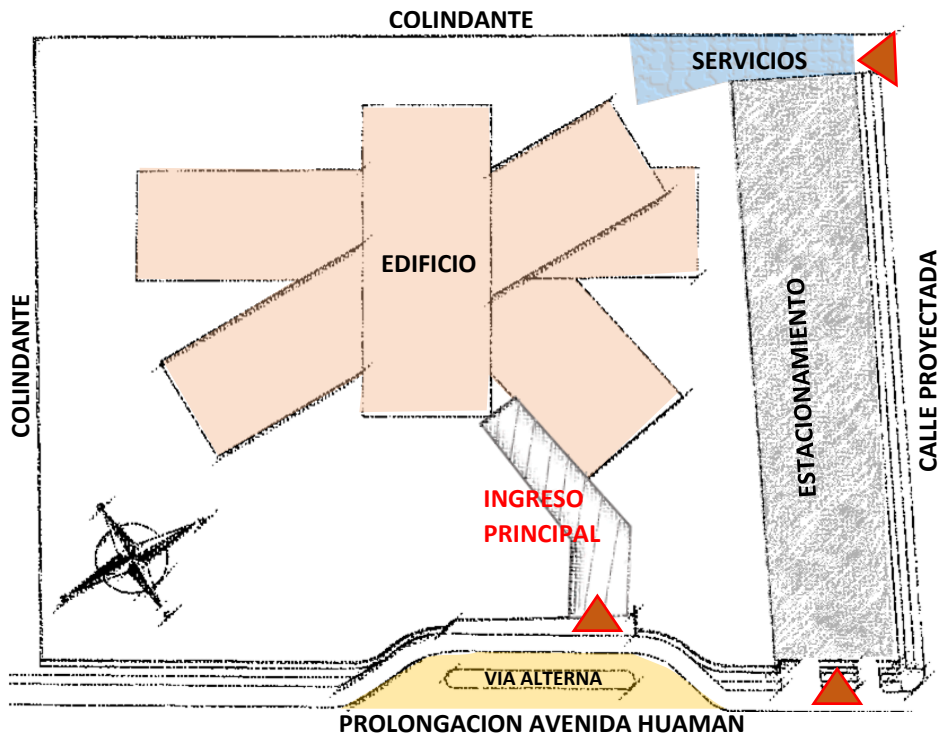 COLINDANTE
SERVICIOS
EDIFICIO
COLINDANTE
ESTACIONAMIENTO
CALLE PROYECTADA
INGRESO
PRINCIPAL
VIA ALTERNA
PROLONGACION AVENIDA HUAMAN